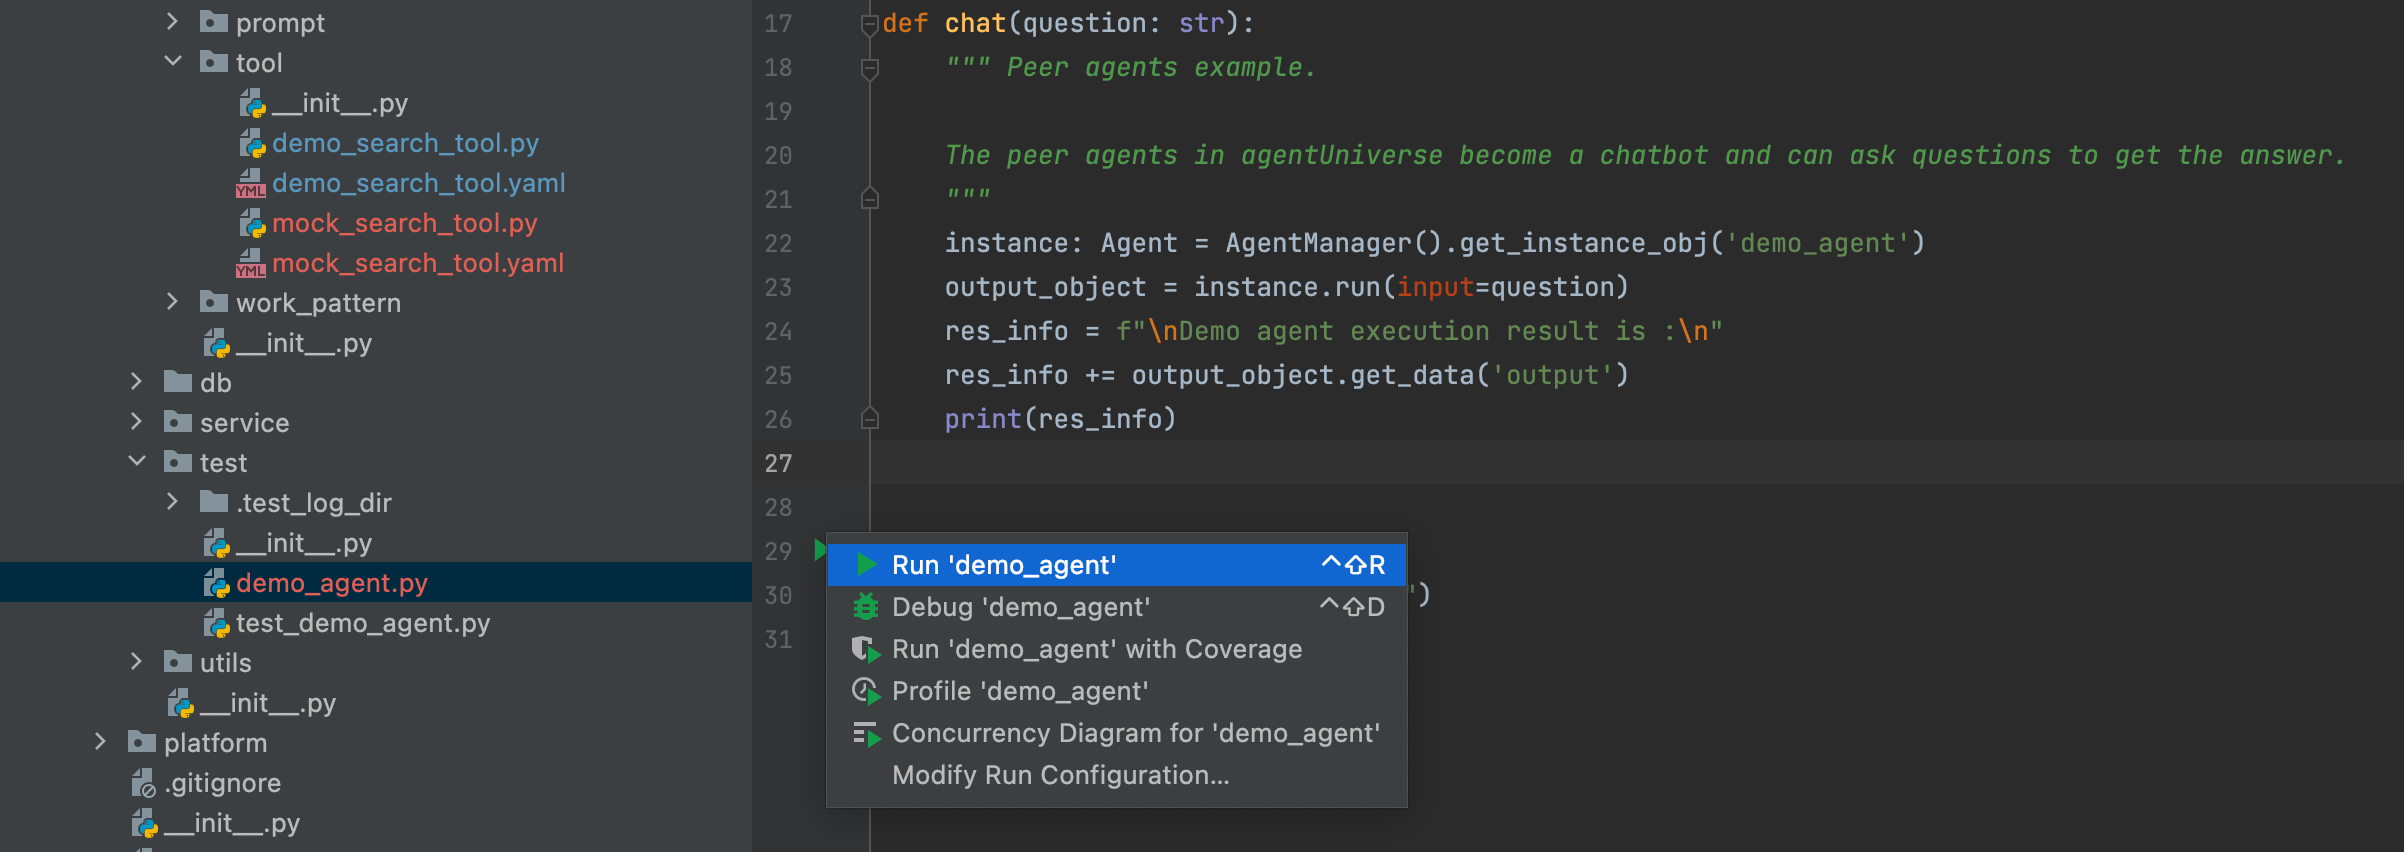 prompt
tool
__init__.py
demo_search_tool.py
YML demo_search_tool.yaml
mock_search_tool.py
YML mock_search_tool.yaml
work_pattern
__init__.py
db
service
test
.test_log_dir
__init__.py
demo_agent.py
test_demo_agent.py
utils
__init__.py
platform
.gitignore
__init__.py
17 def chat(question: str):
18 """ Peer agents example.
19
20 The peer agents in agentUniverse become a chatbot and can ask questions to get the answer.
21 """
22 instance: Agent = AgentManager().get_instance_obj('demo_agent')
23 output_object = instance.run(input=question)
24 res_info = f"\nDemo agent execution result is :\n"
25 res_info += output_object.get_data('output')
26 print(res_info)
27
28
29
30 ")
31
Run 'demo_agent' ^⇧R
Debug 'demo_agent' ^⇧D
Run 'demo_agent' with Coverage
Profile 'demo_agent'
Concurrency Diagram for 'demo_agent'
Modify Run Configuration...